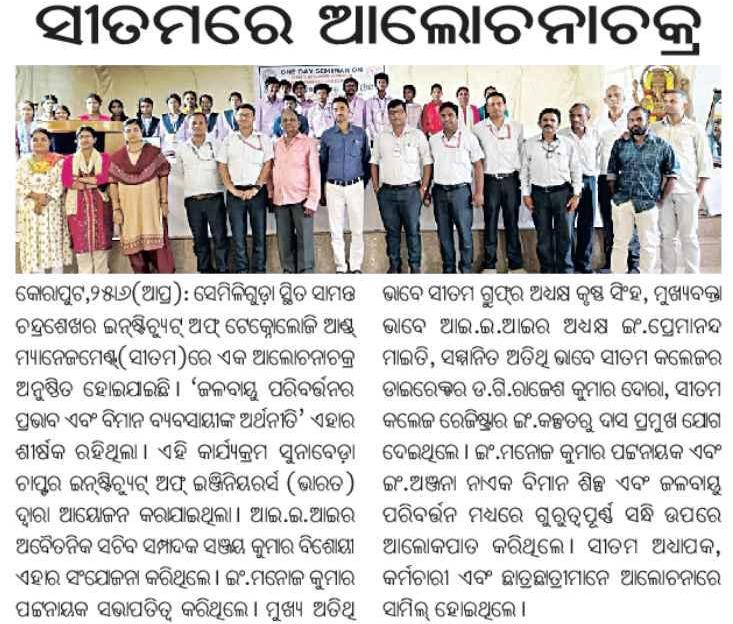 ସୀତମରେ ଆଲୋଚନାଚକ୍ର
ONE DAY SEMINAR ON
କୋରାପୁଟ,୨୫।୬(ଆପ୍ର): ସେମିଳିଗୁଡ଼ା ସ୍ଥିତ ସାମନ୍ତ
ଚନ୍ଦ୍ରଶେଖର ଇନ୍‌ଷ୍ଟିଚ୍ୟୁଟ୍ ଅଫ୍ ଟେକ୍ନୋଲୋଜି ଆଣ୍ଡ
ମ୍ୟାନେଜମେଣ୍ଟ(ସୀତମ)ରେ ଏକ ଆଲୋଚନାଚକ୍ର
ଅନୁଷ୍ଠିତ ହୋଇଯାଇଛି। ‘ଜଳବାୟୁ ପରିବର୍ତ୍ତନର
ପ୍ରଭାବ ଏବଂ ବିମାନ ବ୍ୟବସାୟୀଙ୍କ ଅର୍ଥନୀତି’ ଏହାର
ଶୀର୍ଷକ ରହିଥିଲା। ଏହି କାର୍ଯ୍ୟକ୍ରମ ସୁନାବେଡ଼ା
ଚାପ୍ଟର ଇନ୍‌ଷ୍ଟିଚ୍ୟୁଟ୍ ଅଫ୍ ଇଞ୍ଜିନିୟରର୍ସ (ଭାରତ)
ଦ୍ୱାରା ଆୟୋଜନ କରାଯାଇଥିଲା। ଆଇ.ଇ.ଆଇର
ଅବୈତନିକ ସଚିବ ସମ୍ପାଦକ ସଞ୍ଜୟ କୁମାର ବିଶୋୟୀ
ଏହାର ସଂଯୋଜନା କରିଥିଲେ। ଇଂ.ମନୋଜ କୁମାର
ପଟ୍ଟନାୟକ ସଭାପତିତ୍ୱ କରିଥିଲେ। ମୁଖ୍ୟ ଅତିଥି
ଭାବେ ସୀତମ ଗ୍ରୁପ୍‌ର ଅଧ୍ୟକ୍ଷ କୃଷ୍ଣ ସିଂହ, ମୁଖ୍ୟବକ୍ତା
ଭାବେ ଆଇ.ଇ.ଆଇର ଅଧ୍ୟକ୍ଷ ଇଂ.ପ୍ରେମାନନ୍ଦ
ମାଇତି, ସମ୍ମାନିତ ଅତିଥି ଭାବେ ସୀତମ କଲେଜର
ଡାଇରେକ୍ଟର ଡ.ଗି.ରାଜେଶ କୁମାର ଦୋରା, ସୀତମ
କଲେଜ ରେଜିଷ୍ଟ୍ରାର ଇଂ.କଳ୍ପତରୁ ଦାସ ପ୍ରମୁଖ ଯୋଗ
ଦେଇଥିଲେ। ଇଂ.ମନୋଜ କୁମାର ପଟ୍ଟନାୟକ ଏବଂ
ଇଂ.ଅଞ୍ଜନା ନାଏକ ବିମାନ ଶିଳ୍ପ ଏବଂ ଜଳବାୟୁ
ପରିବର୍ତ୍ତନ ମଧ୍ୟରେ ଗୁରୁତ୍ୱପୂର୍ଣ୍ଣ ସନ୍ଧି ଉପରେ
ଆଲୋକପାତ କରିଥିଲେ। ସୀତମ ଅଧ୍ୟାପକ,
କର୍ମଚାରୀ ଏବଂ ଛାତ୍ରଛାତ୍ରୀମାନେ ଆଲୋଚନାରେ
ସାମିଲ୍ ହୋଇଥିଲେ।